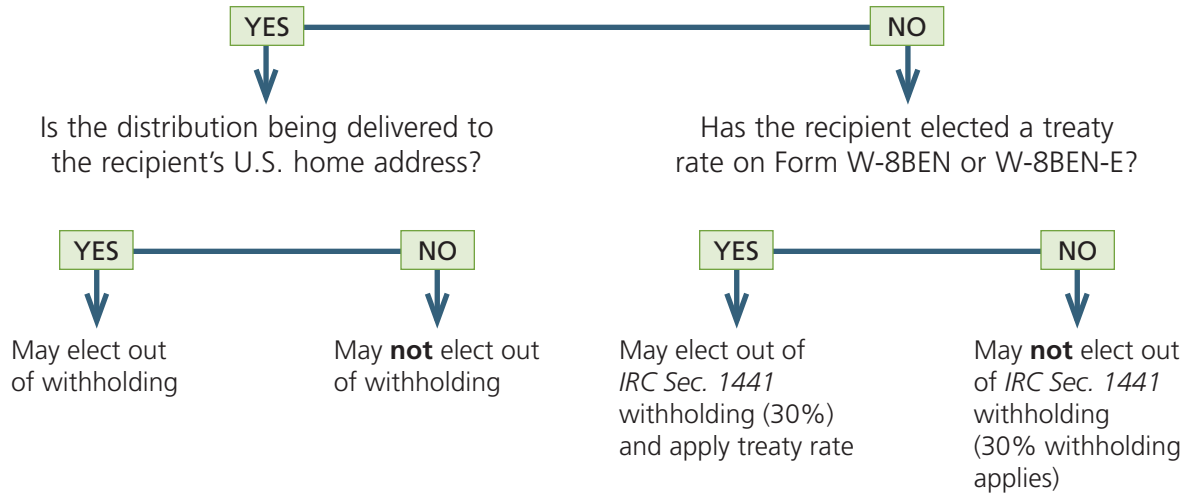 YES
NO
Is the distribution being delivered to
the recipient's U.S. home address?
Has the recipient elected a treaty
rate on Form W-8BEN or W-8BEN-E?
YES
NO
YES
NO
May elect out
of withholding
May not elect out
of withholding
May elect out of
IRC Sec. 1441
withholding (30%)
and apply treaty rate
May not elect out
of IRC Sec. 1441
withholding
(30% withholding
applies)